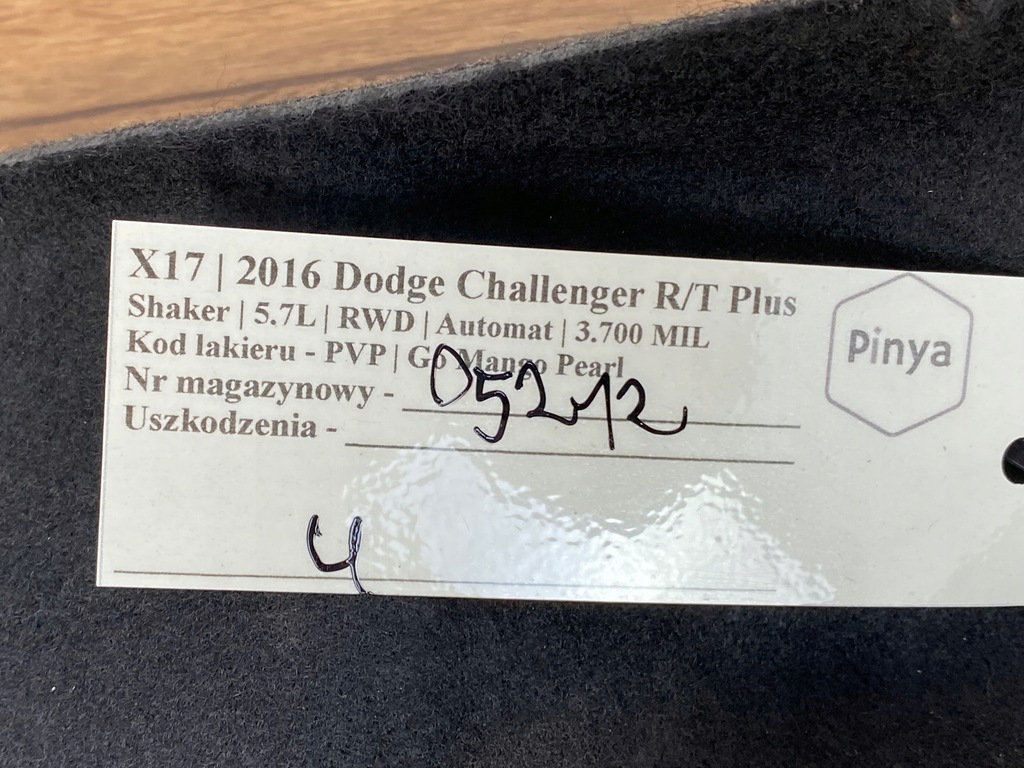 X17 | 2016 Dodge Challenger R/T Plus
Shaker | 5.7L | RWD | Automat | 3.700 MIL
Kod lakieru - PVP | Go Mango Pearl
Nr magazynowy - 05212
Uszkodzenia -
4
Pinya